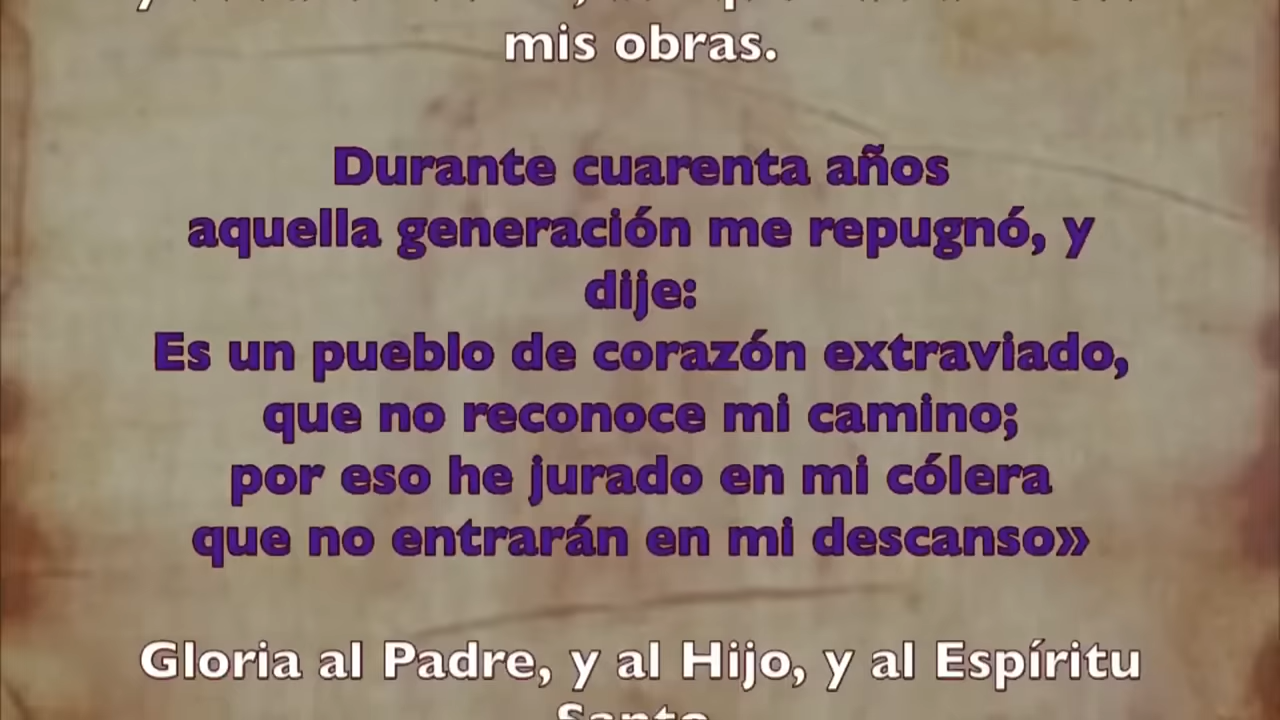 mis obras.
Durante cuarenta años
aquella generación me repugnó, y
dije:
Es un pueblo de corazón extraviado,
que no reconoce mi camino;
por eso he jurado en mi cólera
que no entrarán en mi descanso»
Gloria al Padre, y al Hijo, y al Espíritu
Santo